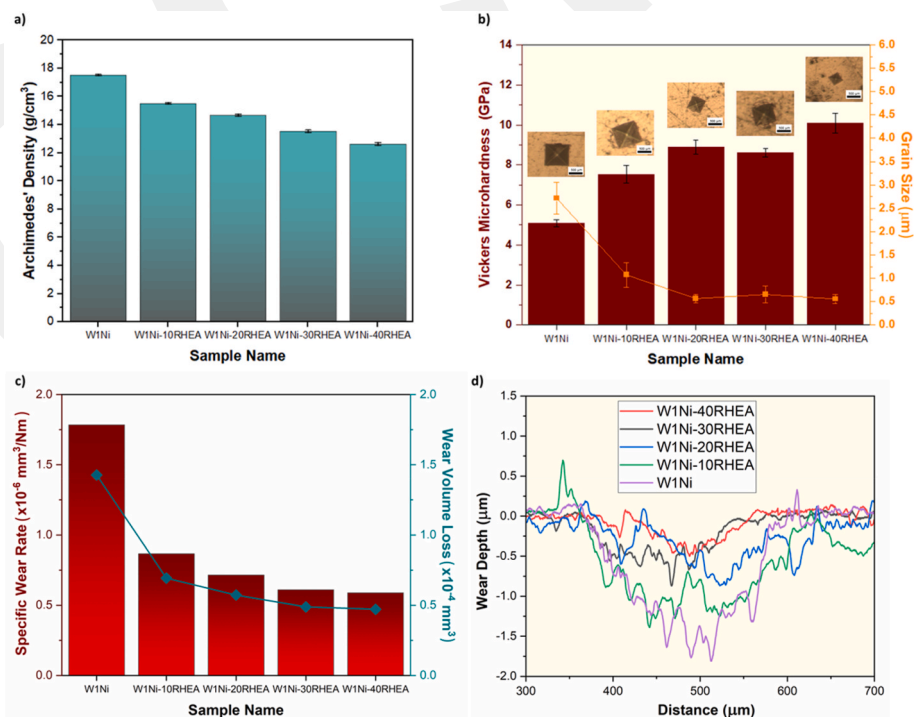 a)
Archimedes' Density (g/cm³)
20
18
16
14
12
10
8
6
4
2
0
W1Ni W1Ni-10RHEA W1Ni-20RHEA W1Ni-30RHEA W1Ni-40RHEA
Sample Name
b)
Vickers Microhardness (GPa)
14
12
10
8
6
4
2
0
6.0
5.5
5.0
4.5
4.0
3.5
3.0
2.5
2.0
1.5
1.0
0.5
0.0
Grain Size (μm)
W1Ni W1Ni-10RHEA W1Ni-20RHEA W1Ni-30RHEA W1Ni-40RHEA
Sample Name
c)
Specific Wear Rate (x10⁻⁶ mm³/Nm)
2.0
1.5
1.0
0.5
0.0
2.0
1.5
1.0
0.5
0.0
Wear Volume Loss (x10⁻⁴ mm³)
W1Ni W1Ni-10RHEA W1Ni-20RHEA W1Ni-30RHEA W1Ni-40RHEA
Sample Name
d)
Wear Depth (μm)
1.5
1.0
0.5
0.0
-0.5
-1.0
-1.5
-2.0
W1Ni-40RHEA
W1Ni-30RHEA
W1Ni-20RHEA
W1Ni-10RHEA
W1Ni
300 400 500 600 700
Distance (μm)